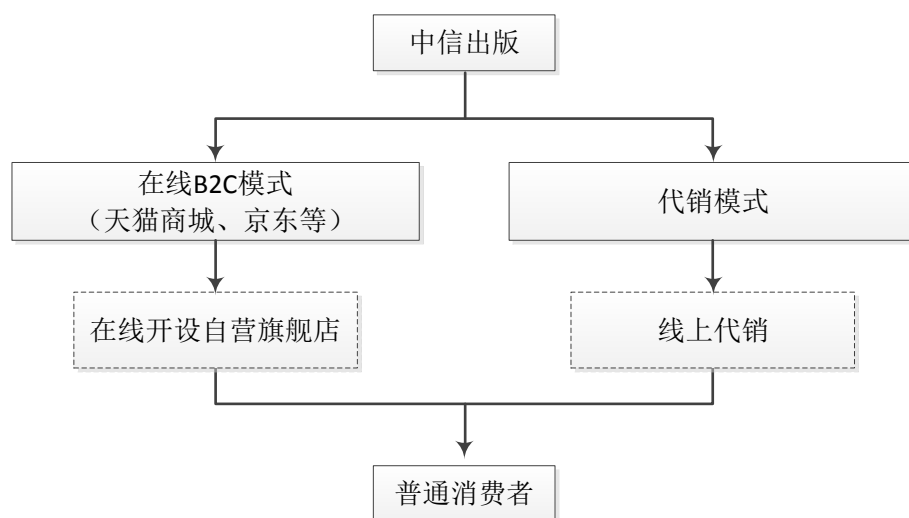 中信出版
在线B2C模式
（天猫商城、京东等）
代销模式
在线开设自营旗舰店
线上代销
普通消费者